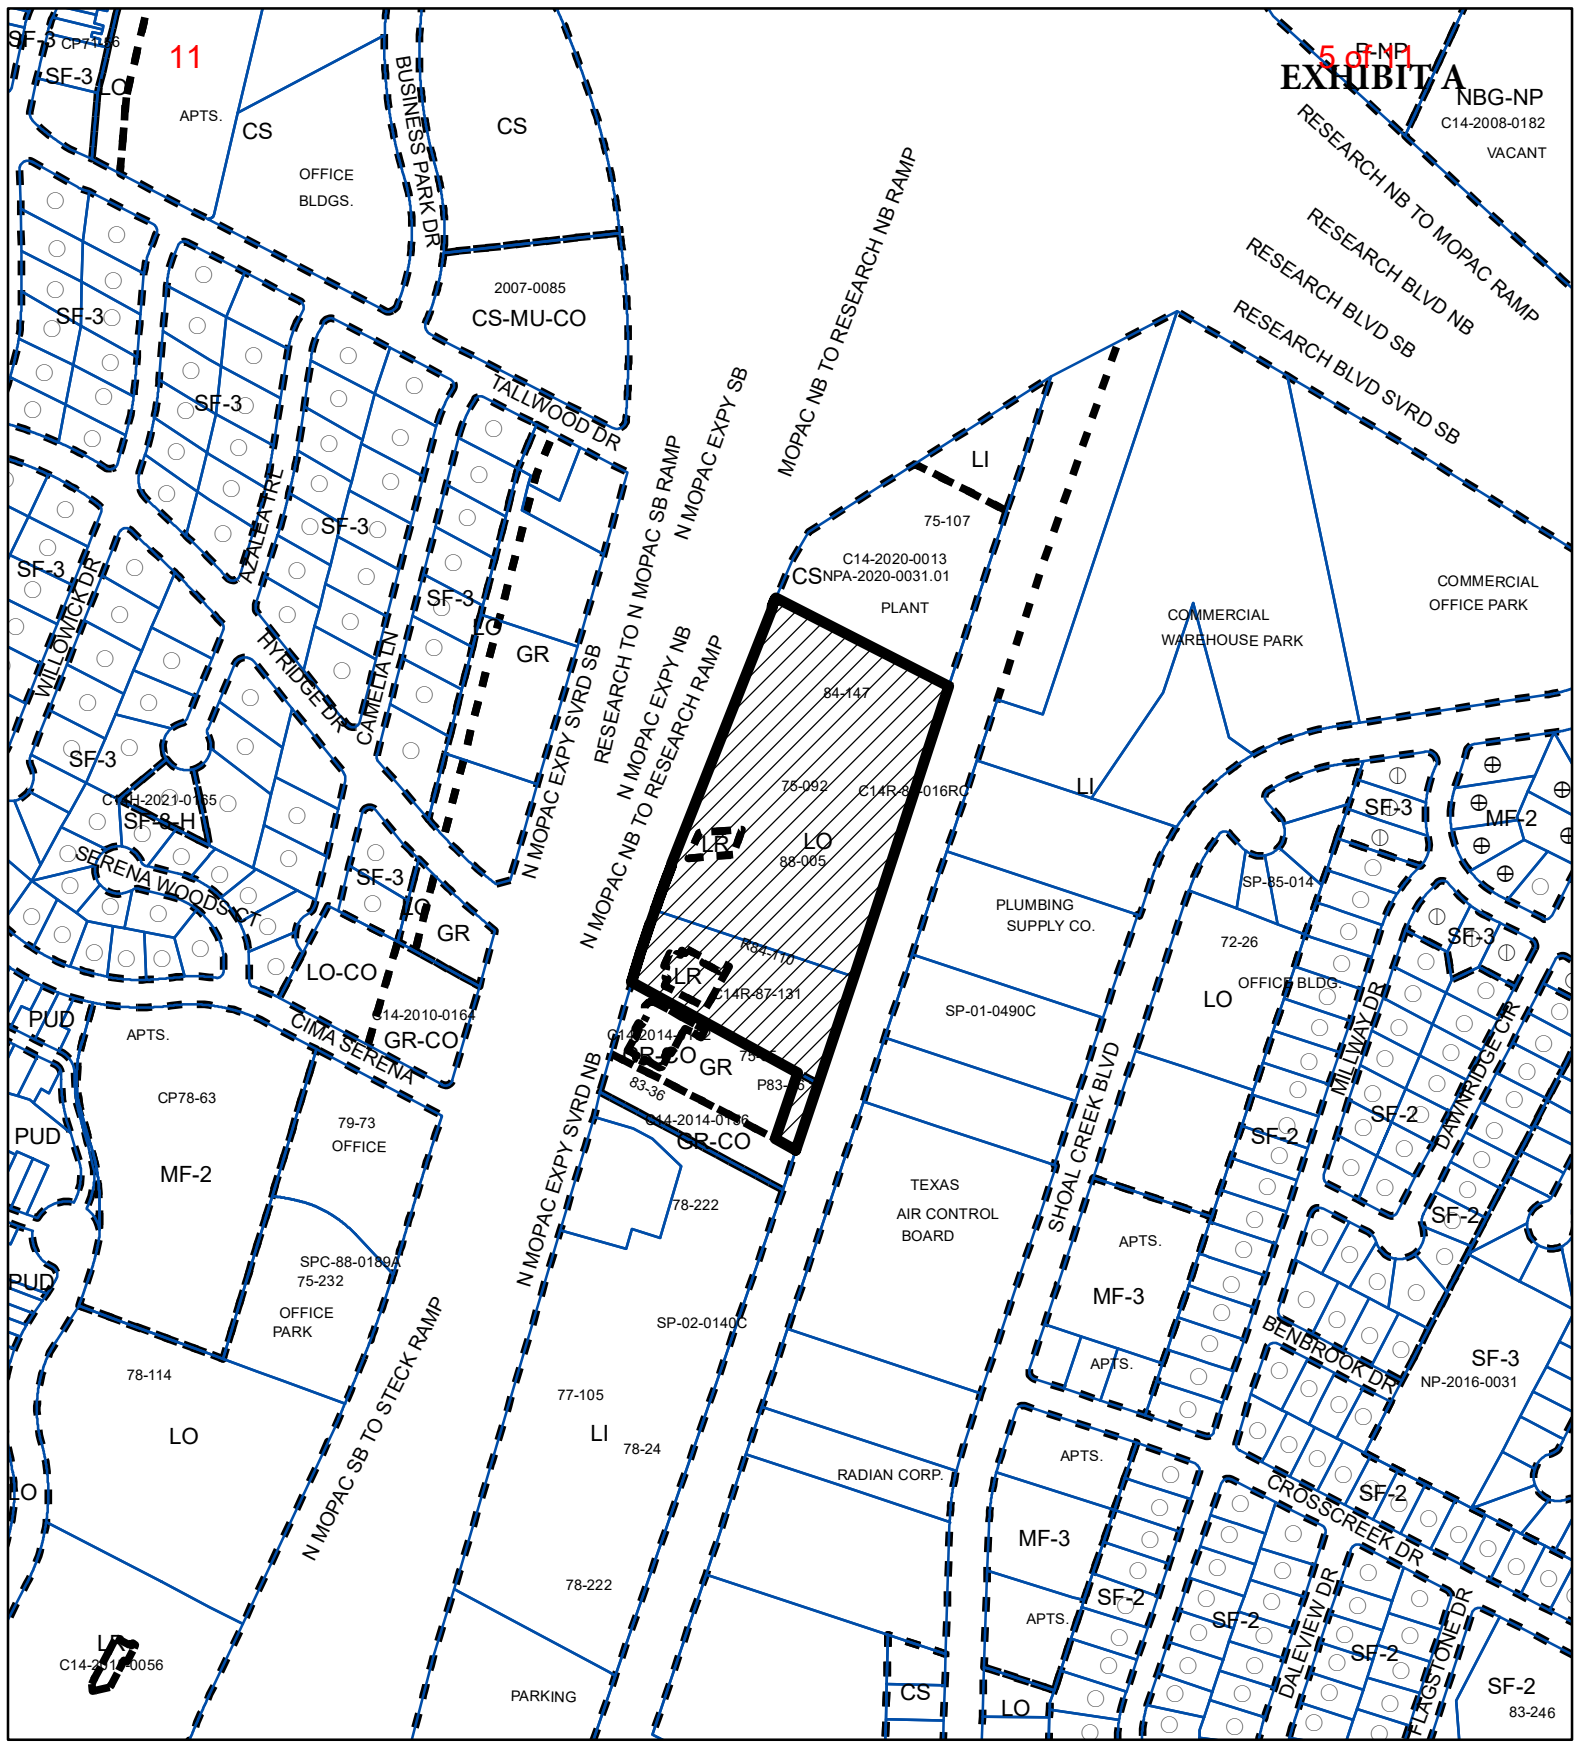 11
5 of 11
EXHIBIT A
P-NP
NBG-NP
C14-2008-0182
VACANT
SF-3
CP71-56
SF-3
LO
APTS.
CS
OFFICE
BLDGS.
BUSINESS PARK DR
CS
2007-0085
CS-MU-CO
TALLWOOD DR
MOPAC NB TO RESEARCH NB RAMP
RESEARCH NB TO MOPAC RAMP
RESEARCH BLVD NB
RESEARCH BLVD SB
RESEARCH BLVD SVRD SB
N MOPAC EXPY SB
RESEARCH TO N MOPAC SB RAMP
N MOPAC EXPY NB
N MOPAC NB TO RESEARCH RAMP
N MOPAC EXPY SVRD SB
SF-3
SF-3
SF-3
SF-3
SF-3
LO
GR
AZALEA TRL
WILLOWICK DR
HYRIDGE DR
CAMELIA LN
LI
75-107
C14-2020-0013
CS
NPA-2020-0031.01
PLANT
COMMERCIAL
WAREHOUSE PARK
COMMERCIAL
OFFICE PARK
84-147
75-092
LR
LO
88-005
R84-110
LR
C14R-87-131
SF-3
SF-3-H
SERENA WOODS CT
SF-3
LO
GR
LO-CO
C14-2010-0164
GR-CO
CIMA SERENA
PUD
APTS.
CP78-63
MF-2
PUD
PUD
79-73
OFFICE
SPC-88-0189A
75-232
OFFICE
PARK
78-114
LO
LO
LR
N MOPAC SB TO STECK RAMP
N MOPAC EXPY SVRD NB
GR-CO
GR
83-36
GR-CO
78-222
SP-02-0140C
77-105
LI
78-24
78-222
PARKING
LI
PLUMBING
SUPPLY CO.
SP-01-0490C
TEXAS
AIR CONTROL
BOARD
RADIAN CORP.
SHOAL CREEK BLVD
SP-85-014
72-26
OFFICE BLDG.
LO
SF-3
MF-2
SF-3
MILLWAY DR
DAWNRIDGE CIR
SF-2
SF-2
SF-2
APTS.
MF-3
APTS.
BENBROOK DR
SF-3
NP-2016-0031
APTS.
MF-3
APTS.
SF-2
CROSSCREEK DR
SF-2
SF-2
DALEVIEW DR
SF-2
FLAGSTONE DR
SF-2
83-246
CS
LO